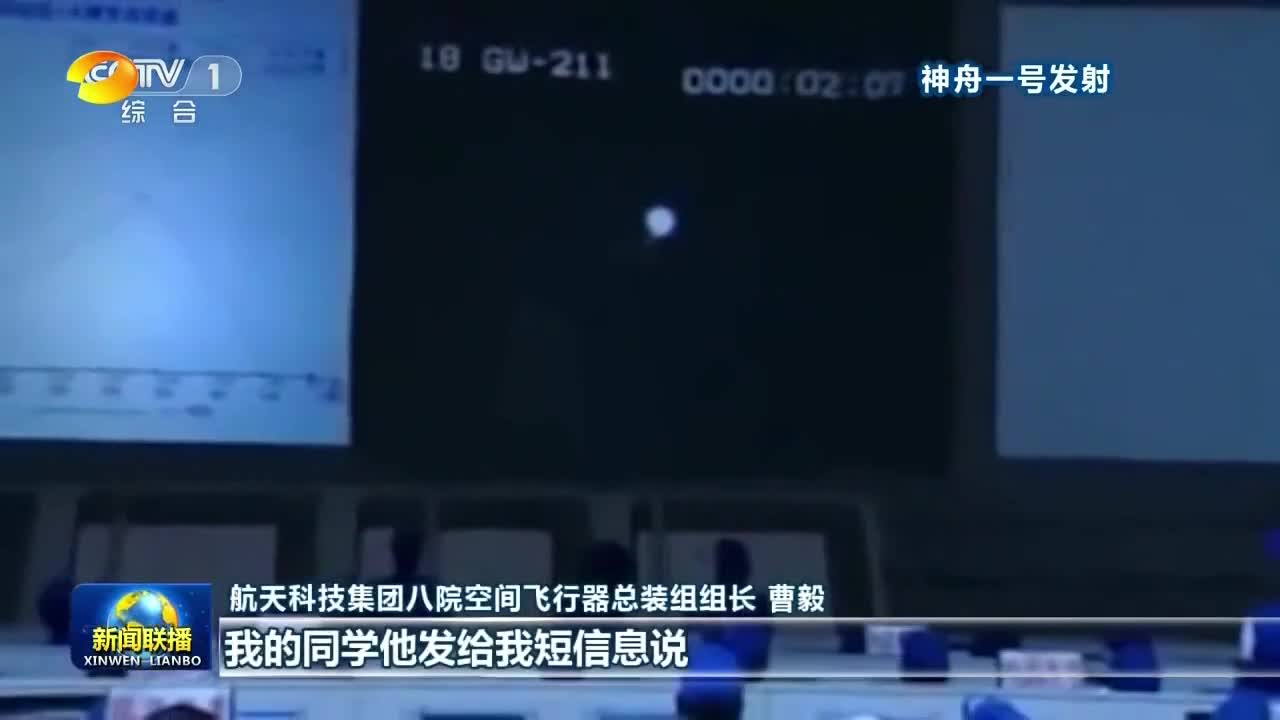 CCTV 1
综合
18 GW-211
0000:02:07
神舟一号发射
航天科技集团八院空间飞行器总装组组长 曹毅
新闻联播
XINWEN LIANBO
我的同学他发给我短信息说